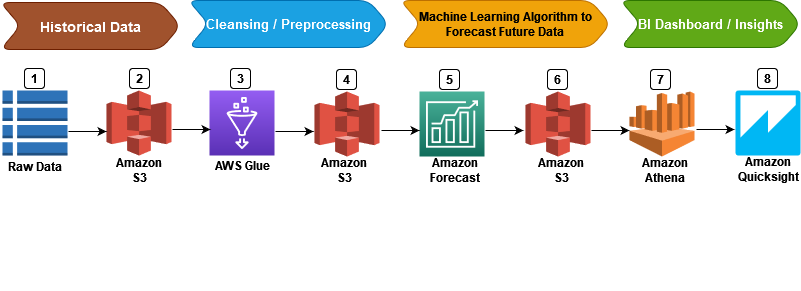 Historical Data
Cleansing / Preprocessing
Machine Learning Algorithm to
Forecast Future Data
BI Dashboard / Insights
1
2
3
4
5
6
7
8
Raw Data
Amazon
S3
AWS Glue
Amazon
S3
Amazon
Forecast
Amazon
S3
Amazon
Athena
Amazon
Quicksight